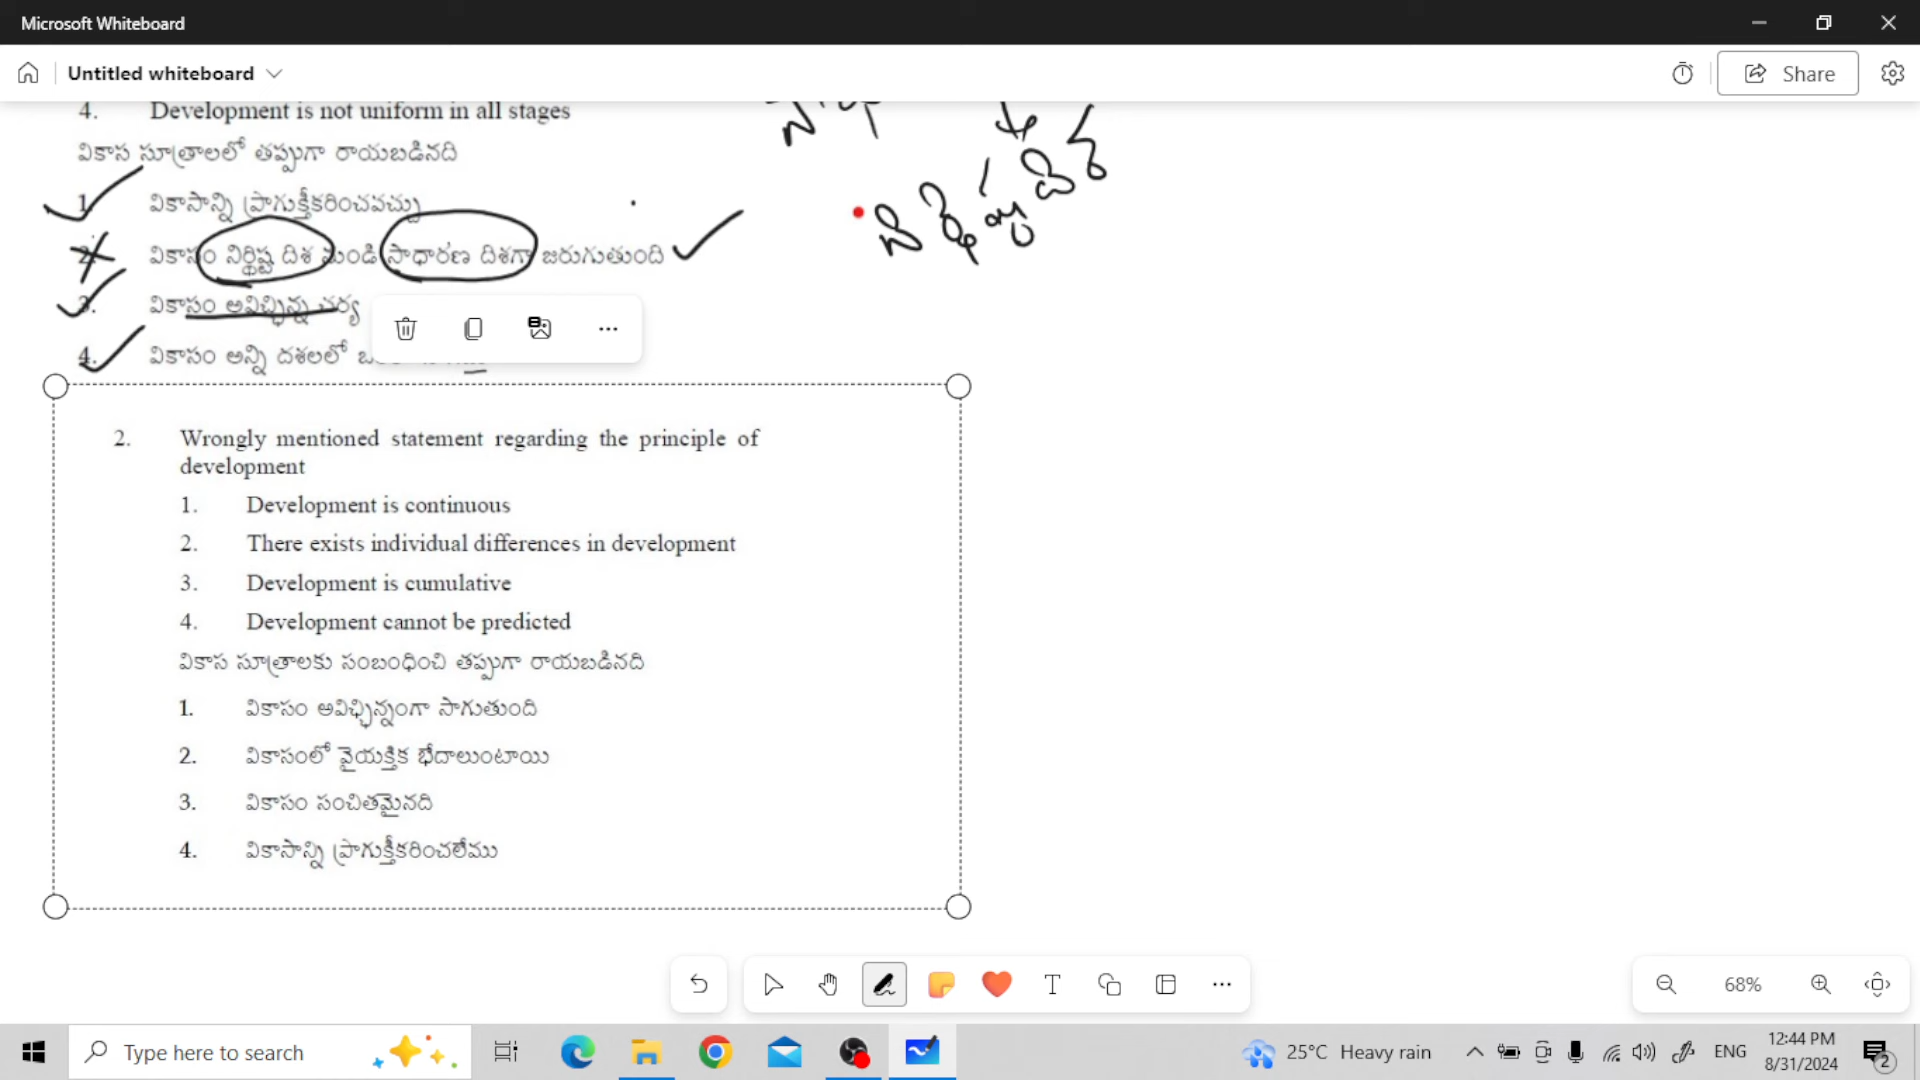 Microsoft Whiteboard
Untitled whiteboard
Share
4. Development is not uniform in all stages
వికాస సూత్రాలలో తప్పుగా రాయబడినది
1. వికాసాన్ని ప్రాగుక్తీకరించవచ్చు
2. వికాసం నిర్ధిష్ట దిశ నుండి సాధారణ దిశగా జరుగుతుంది
3. వికాసం అవిచ్ఛిన్న చర్య
4. వికాసం అన్ని దశలలో
2. Wrongly mentioned statement regarding the principle of
development
1. Development is continuous
2. There exists individual differences in development
3. Development is cumulative
4. Development cannot be predicted
వికాస సూత్రాలకు సంబంధించి తప్పుగా రాయబడినది
1. వికాసం అవిఛ్ఛిన్నంగా సాగుతుంది
2. వికాసంలో వైయక్తిక భేదాలుంటాయి
3. వికాసం సంచితమైనది
4. వికాసాన్ని ప్రాగుక్తీకరించలేము
68%
Type here to search
25°C Heavy rain
ENG
12:44 PM
8/31/2024
2